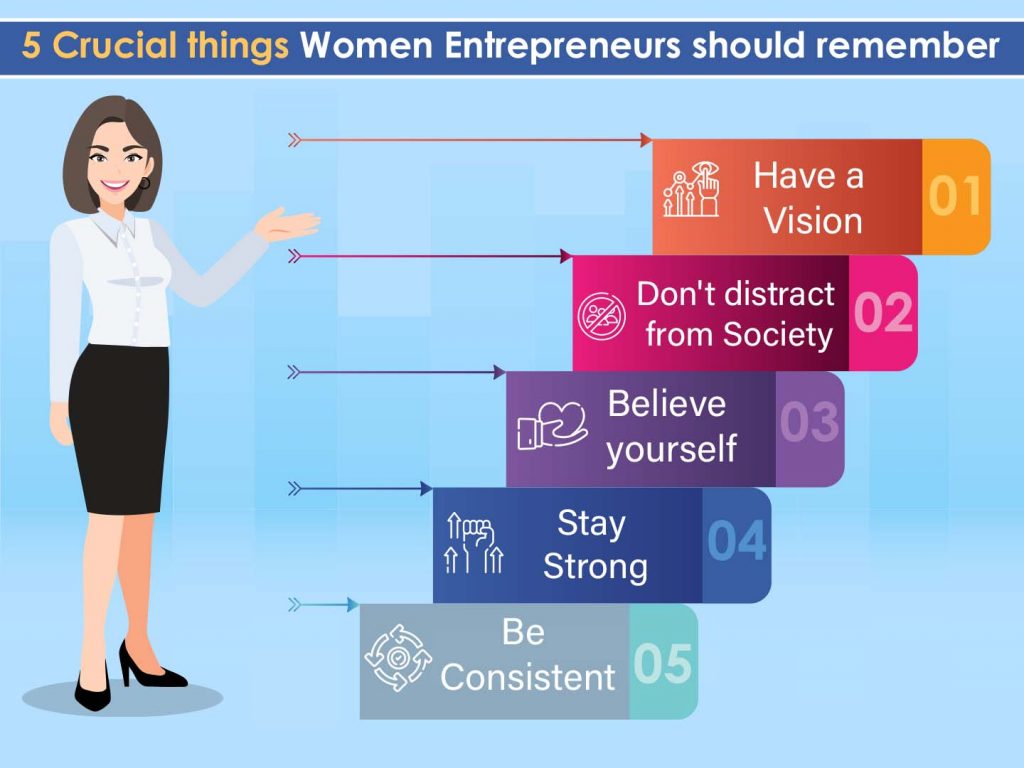 5 Crucial things Women Entrepreneurs should remember
Have a
Vision
01
Don't distract
from Society
02
Believe
yourself
03
Stay
Strong
04
Be
Consistent
05